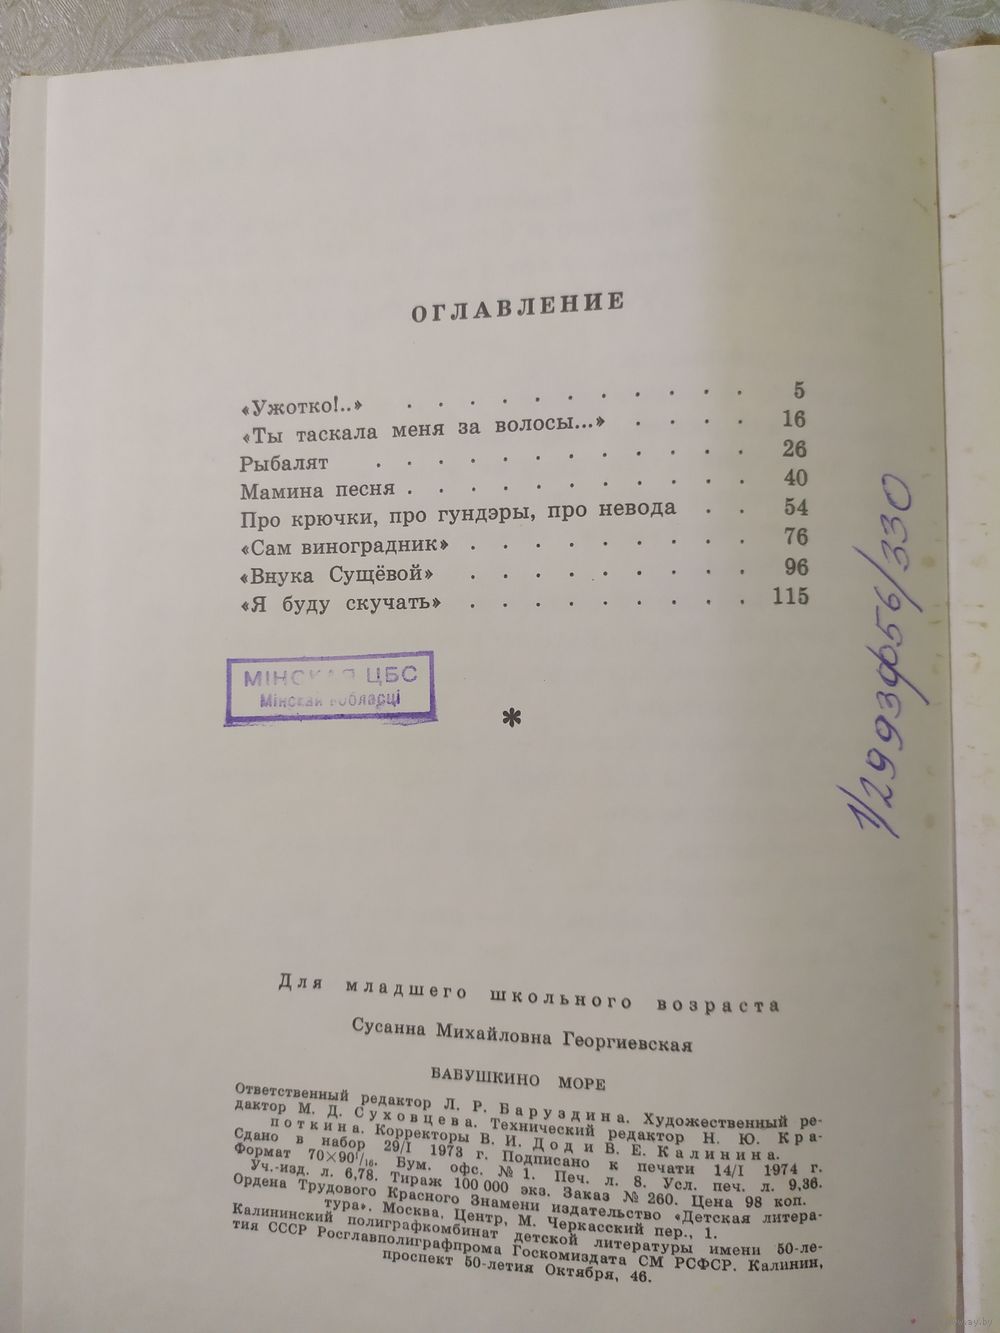 ОГЛАВЛЕНИЕ
«Ужотко!..» . . . . . . . . . . . 5
«Ты таскала меня за волосы...» . . . . 16
Рыбалят . . . . . . . . . . . . 26
Мамина песня . . . . . . . . . . . 40
Про крючки, про гундэры, про невода . . 54
«Сам виноградник» . . . . . . . . . 76
«Внука Сущёвой» . . . . . . . . . 96
«Я буду скучать» . . . . . . . . . 115
МІНСКАЯ ЦБС
Мінскай вобласці
*
1/2993ф56/330
Для младшего школьного возраста
Сусанна Михайловна Георгиевская
БАБУШКИНО МОРЕ
Ответственный редактор Л. Р. Баруздина. Художественный ре-
дактор М. Д. Суховцева. Технический редактор Н. Ю. Кра-
поткина. Корректоры В. И. Дод и В. Е. Калинина.
Сдано в набор 29/I 1973 г. Подписано к печати 14/I 1974 г.
Формат 70×90¹/₁₆. Бум. офс. № 1. Печ. л. 8. Усл. печ. л. 9,36.
Уч.-изд. л. 6,78. Тираж 100 000 экз. Заказ № 260. Цена 98 коп.
Ордена Трудового Красного Знамени издательство «Детская литера-
тура». Москва, Центр, М. Черкасский пер., 1.
Калининский полиграфкомбинат детской литературы имени 50-ле-
тия СССР Росглавполиграфпрома Госкомиздата СМ РСФСР. Калинин,
проспект 50-летия Октября, 46.